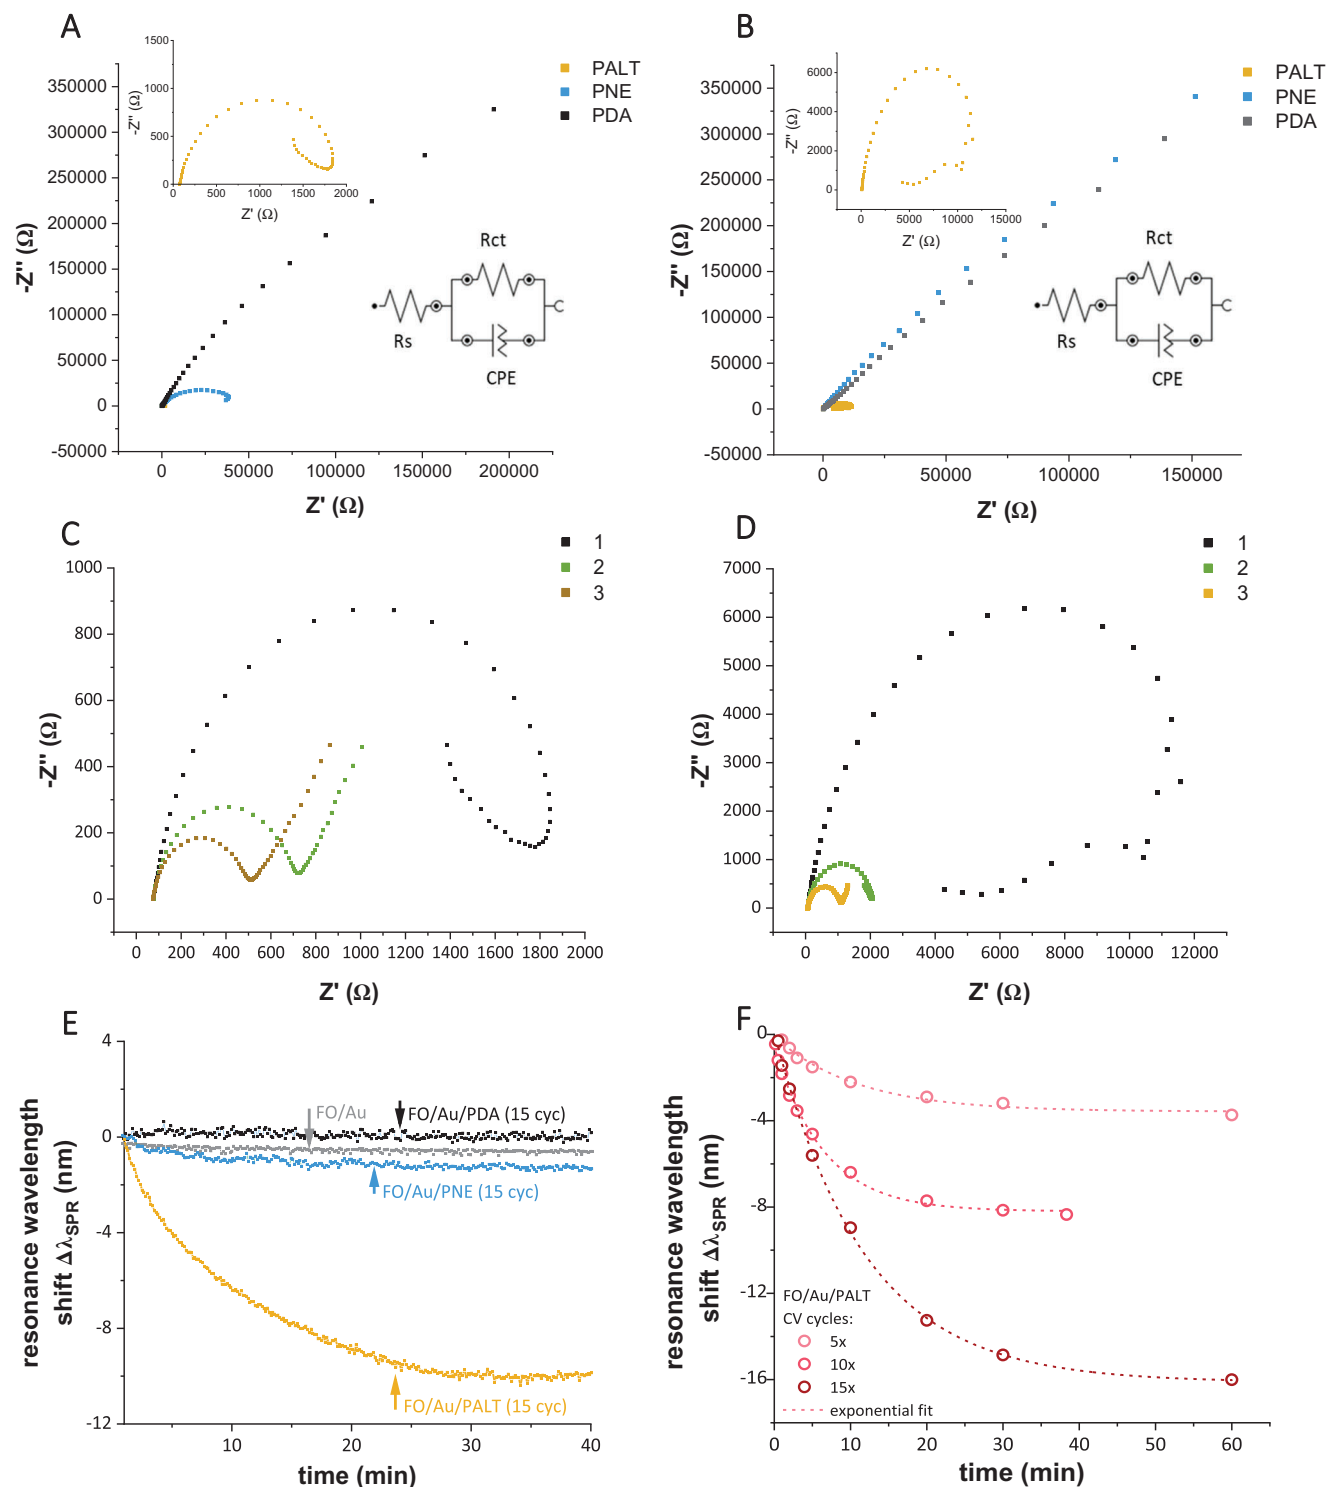 A
1500
1000
500
0
-Z'' (Ω)
0
500
1000
1500
2000
Z' (Ω)
PALT
PNE
PDA
350000
300000
250000
200000
150000
100000
50000
0
-50000
-Z'' (Ω)
Rct
Rs
CPE
0
50000
100000
150000
200000
Z' (Ω)
B
6000
4000
2000
0
-Z'' (Ω)
0
5000
10000
15000
Z' (Ω)
PALT
PNE
PDA
350000
300000
250000
200000
150000
100000
50000
0
-50000
-Z'' (Ω)
Rct
Rs
CPE
0
50000
100000
150000
Z' (Ω)
C
1
2
3
1000
800
600
400
200
0
-Z'' (Ω)
0
200
400
600
800
1000
1200
1400
1600
1800
2000
Z' (Ω)
D
1
2
3
7000
6000
5000
4000
3000
2000
1000
0
-Z'' (Ω)
0
2000
4000
6000
8000
10000
12000
Z' (Ω)
E
4
0
-4
-8
-12
resonance wavelength
shift ΔλSPR (nm)
FO/Au
FO/Au/PDA (15 cyc)
FO/Au/PNE (15 cyc)
FO/Au/PALT (15 cyc)
10
20
30
40
time (min)
F
0
-4
-8
-12
-16
resonance wavelength
shift ΔλSPR (nm)
FO/Au/PALT
CV cycles:
5x
10x
15x
exponential fit
0
10
20
30
40
50
60
time (min)